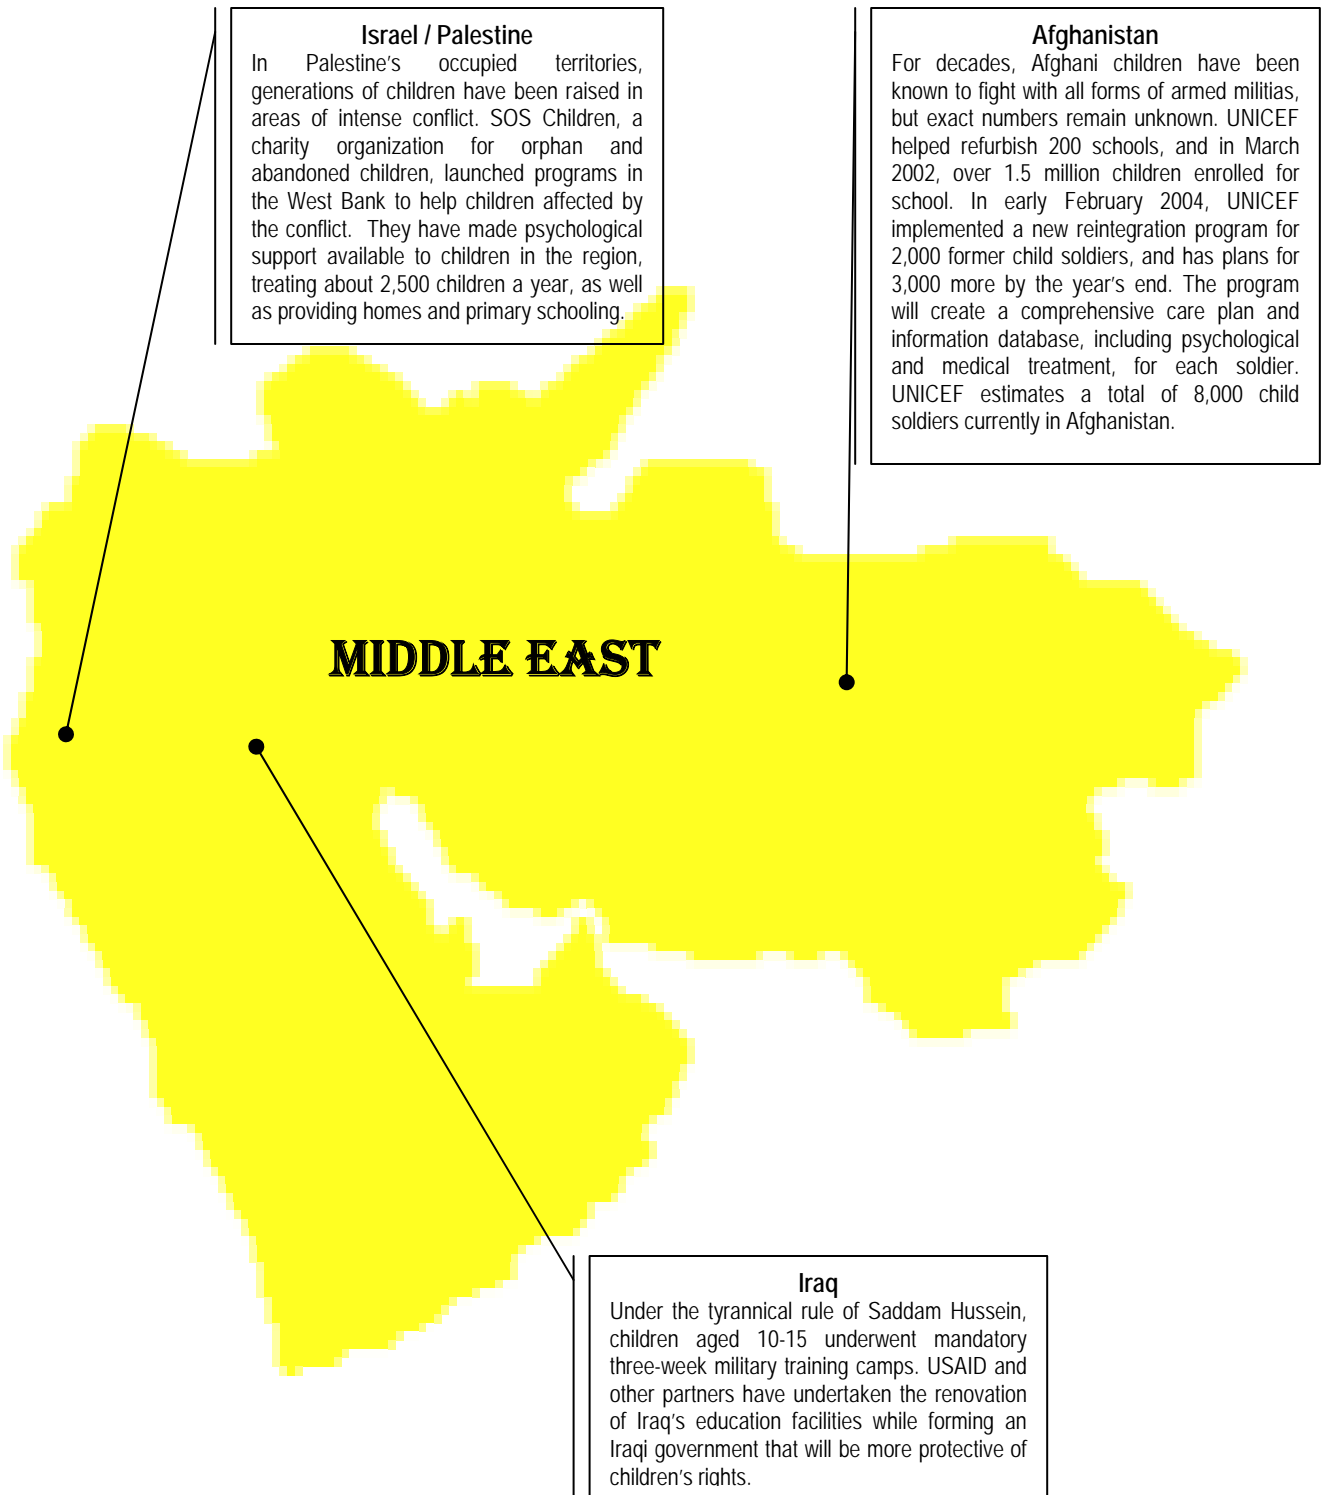 Israel / Palestine
In Palestine's occupied territories,
generations of children have been raised in
areas of intense conflict. SOS Children, a
charity organization for orphan and
abandoned children, launched programs in
the West Bank to help children affected by
the conflict. They have made psychological
support available to children in the region,
treating about 2,500 children a year, as well
as providing homes and primary schooling.
Afghanistan
For decades, Afghani children have been
known to fight with all forms of armed militias,
but exact numbers remain unknown. UNICEF
helped refurbish 200 schools, and in March
2002, over 1.5 million children enrolled for
school. In early February 2004, UNICEF
implemented a new reintegration program for
2,000 former child soldiers, and has plans for
3,000 more by the year's end. The program
will create a comprehensive care plan and
information database, including psychological
and medical treatment, for each soldier.
UNICEF estimates a total of 8,000 child
soldiers currently in Afghanistan.
MIDDLE EAST
Iraq
Under the tyrannical rule of Saddam Hussein,
children aged 10-15 underwent mandatory
three-week military training camps. USAID and
other partners have undertaken the renovation
of Iraq's education facilities while forming an
Iraqi government that will be more protective of
children's rights.